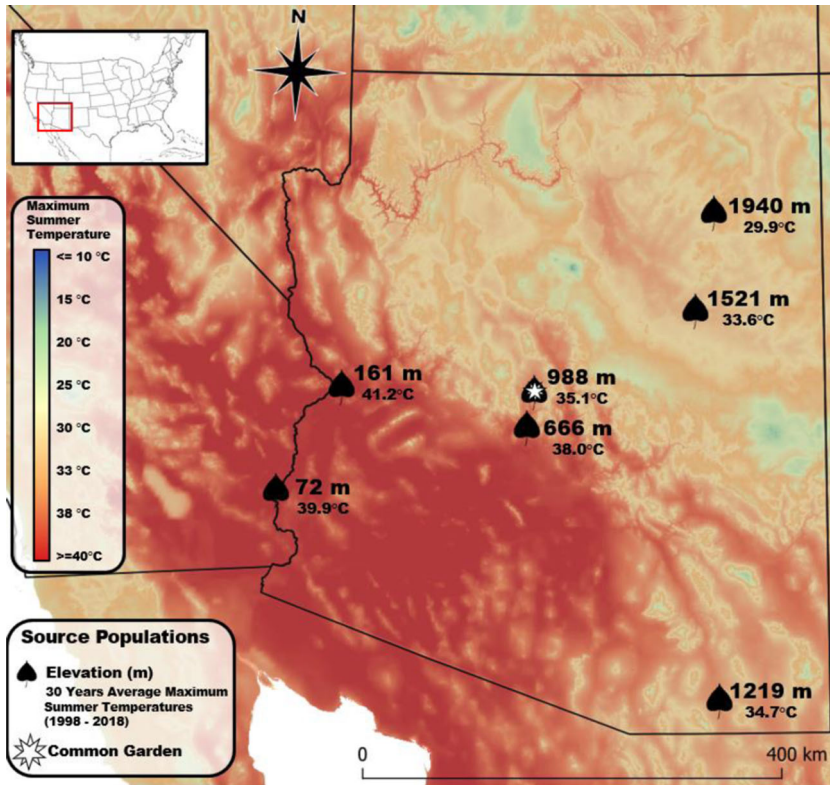 N
Maximum
Summer
Temperature
<= 10 °C
15 °C
20 °C
25 °C
30 °C
33 °C
38 °C
>=40°C
1940 m
29.9°C
1521 m
33.6°C
161 m
41.2°C
988 m
35.1°C
666 m
38.0°C
72 m
39.9°C
1219 m
34.7°C
Source Populations
Elevation (m)
30 Years Average Maximum
Summer Temperatures
(1998 - 2018)
Common Garden
0
400 km